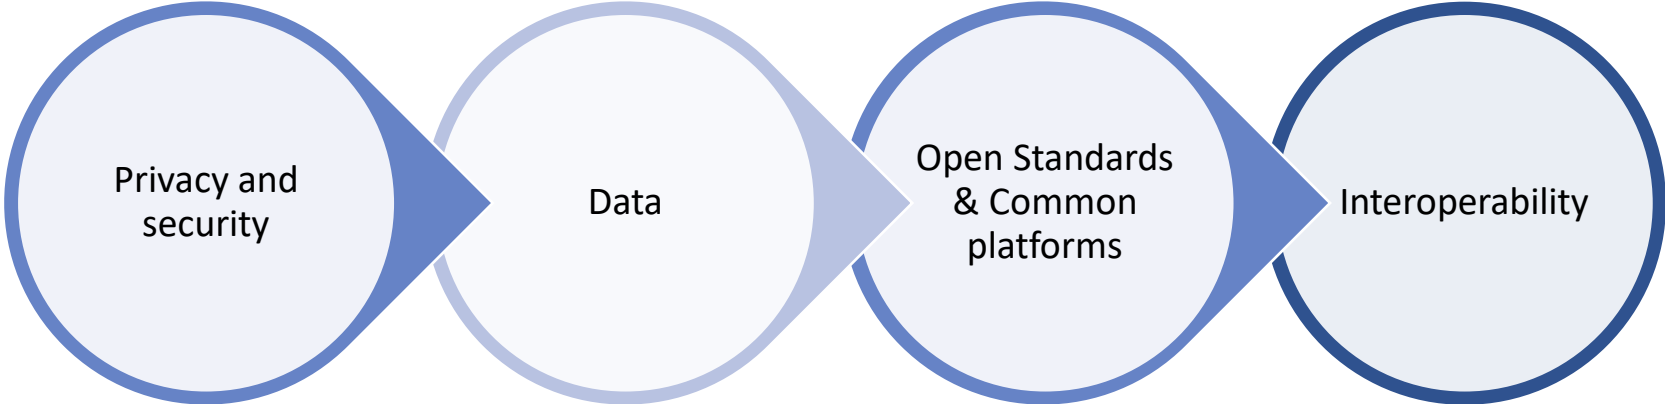 Privacy and
security
Data
Open Standards
& Common
platforms
Interoperability